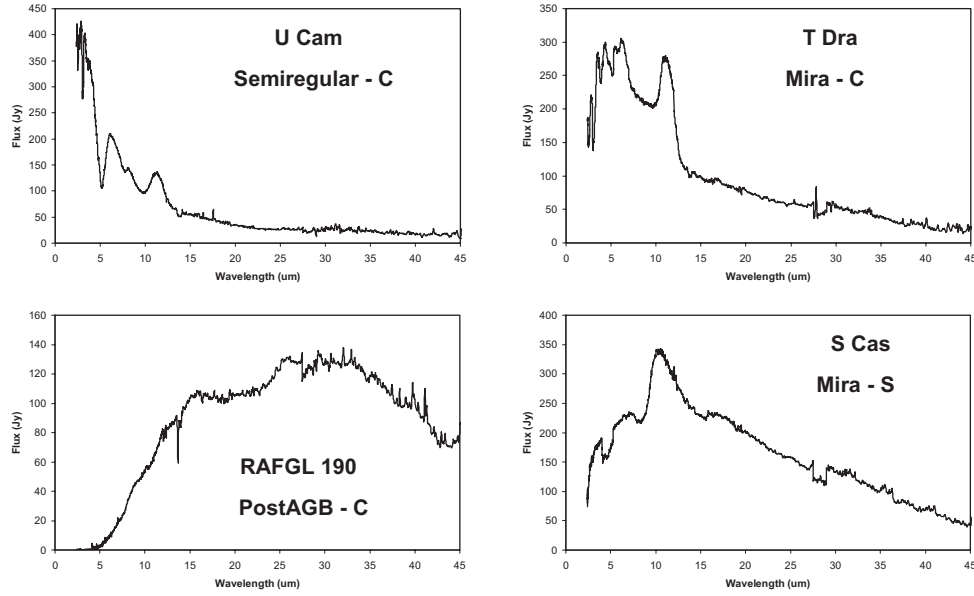 U Cam
Semiregular - C
Flux (Jy)
450
400
350
300
250
200
150
100
50
0
0 5 10 15 20 25 30 35 40 45
Wavelength (um)
T Dra
Mira - C
Flux (Jy)
350
300
250
200
150
100
50
0
0 5 10 15 20 25 30 35 40 45
Wavelength (um)
RAFGL 190
PostAGB - C
Flux (Jy)
160
140
120
100
80
60
40
20
0
0 5 10 15 20 25 30 35 40 45
Wavelength (um)
S Cas
Mira - S
Flux (Jy)
400
350
300
250
200
150
100
50
0
0 5 10 15 20 25 30 35 40 45
Wavelength (um)